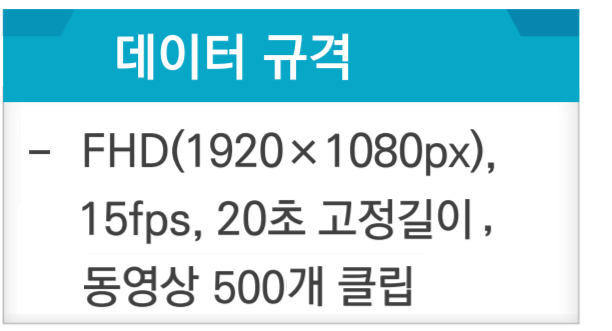 데이터 규격
– FHD(1920×1080px),
15fps, 20초 고정길이,
동영상 500개 클립